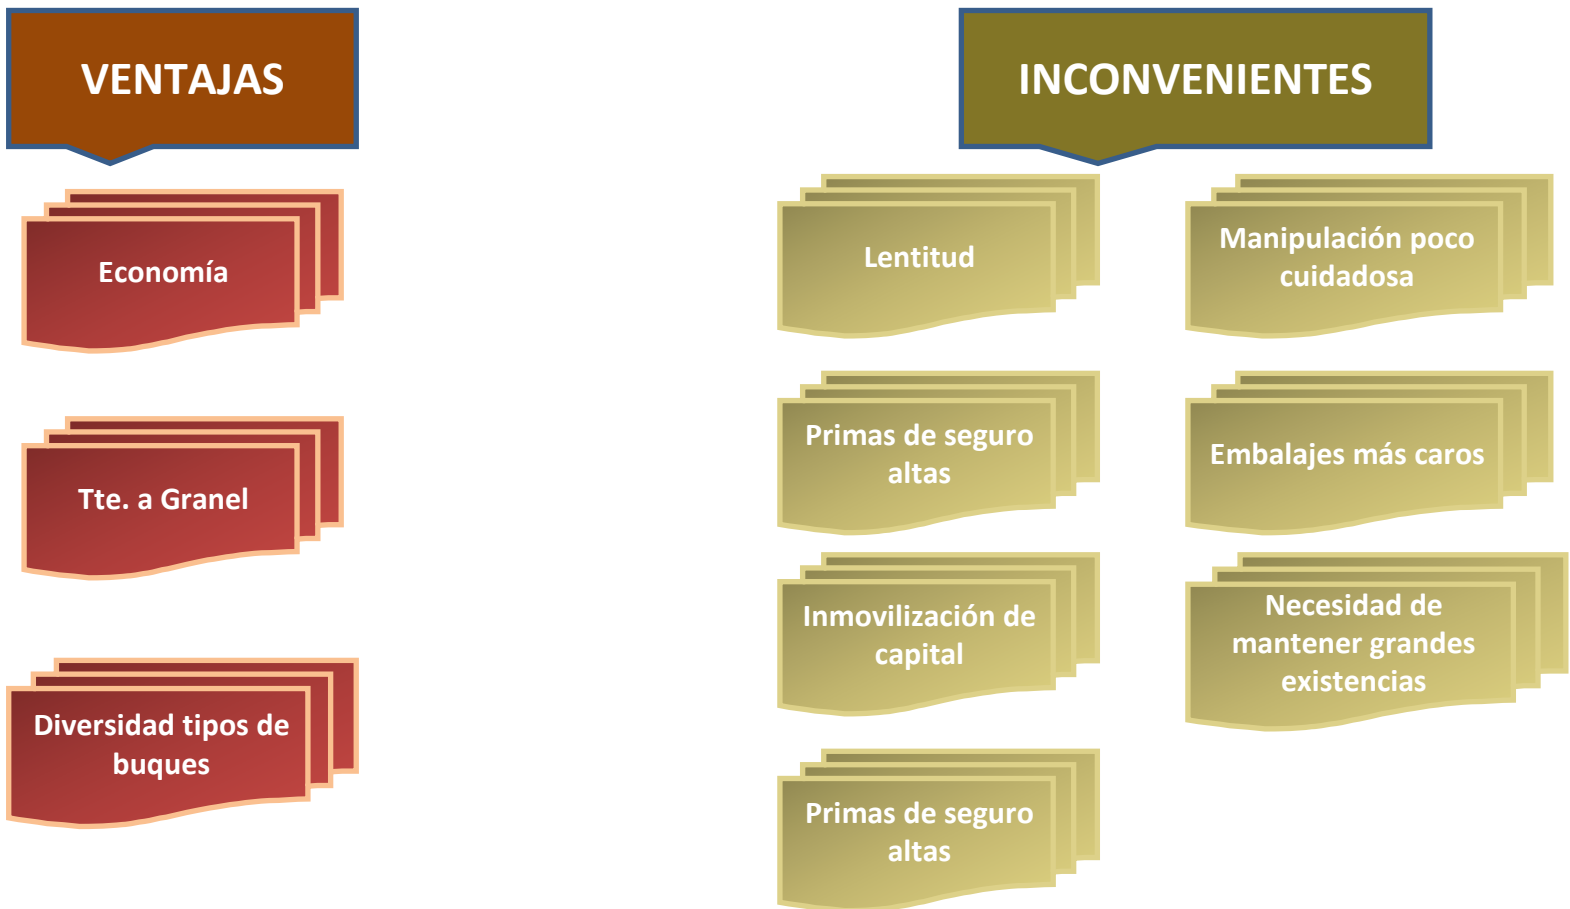 VENTAJAS
Economía
Tte. a Granel
Diversidad tipos de
buques
INCONVENIENTES
Lentitud
Primas de seguro
altas
Inmovilización de
capital
Primas de seguro
altas
Manipulación poco
cuidadosa
Embalajes más caros
Necesidad de
mantener grandes
existencias